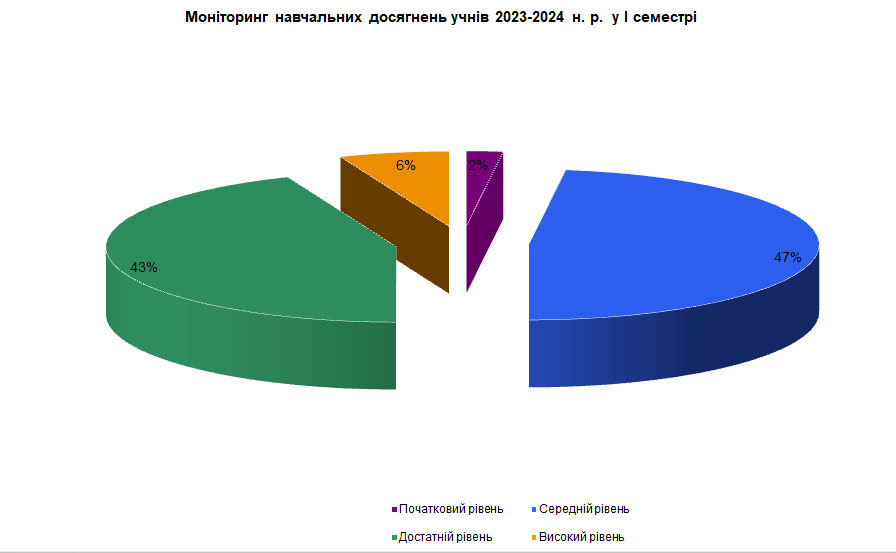 Моніторинг навчальних досягнень учнів 2023-2024 н. р. у І семестрі
6%
2%
43%
47%
Початковий рівень
Середній рівень
Достатній рівень
Високий рівень